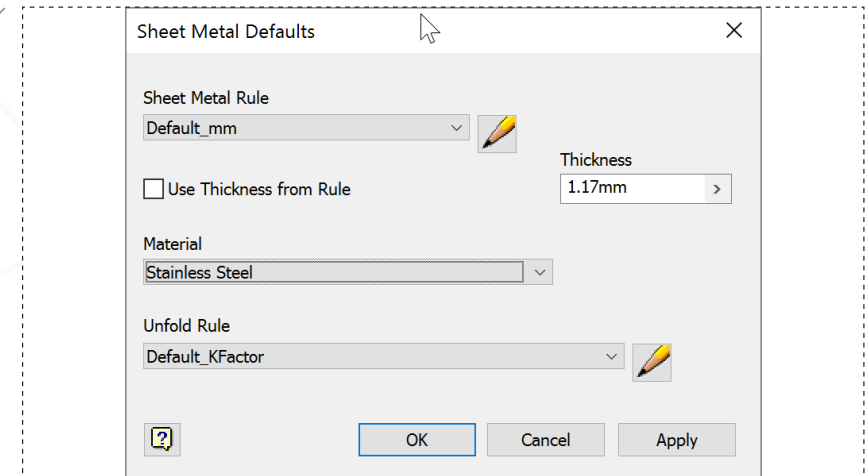 Sheet Metal Defaults
Sheet Metal Rule
Default_mm
Thickness
Use Thickness from Rule
1.17mm
Material
Stainless Steel
Unfold Rule
Default_KFactor
OK Cancel Apply